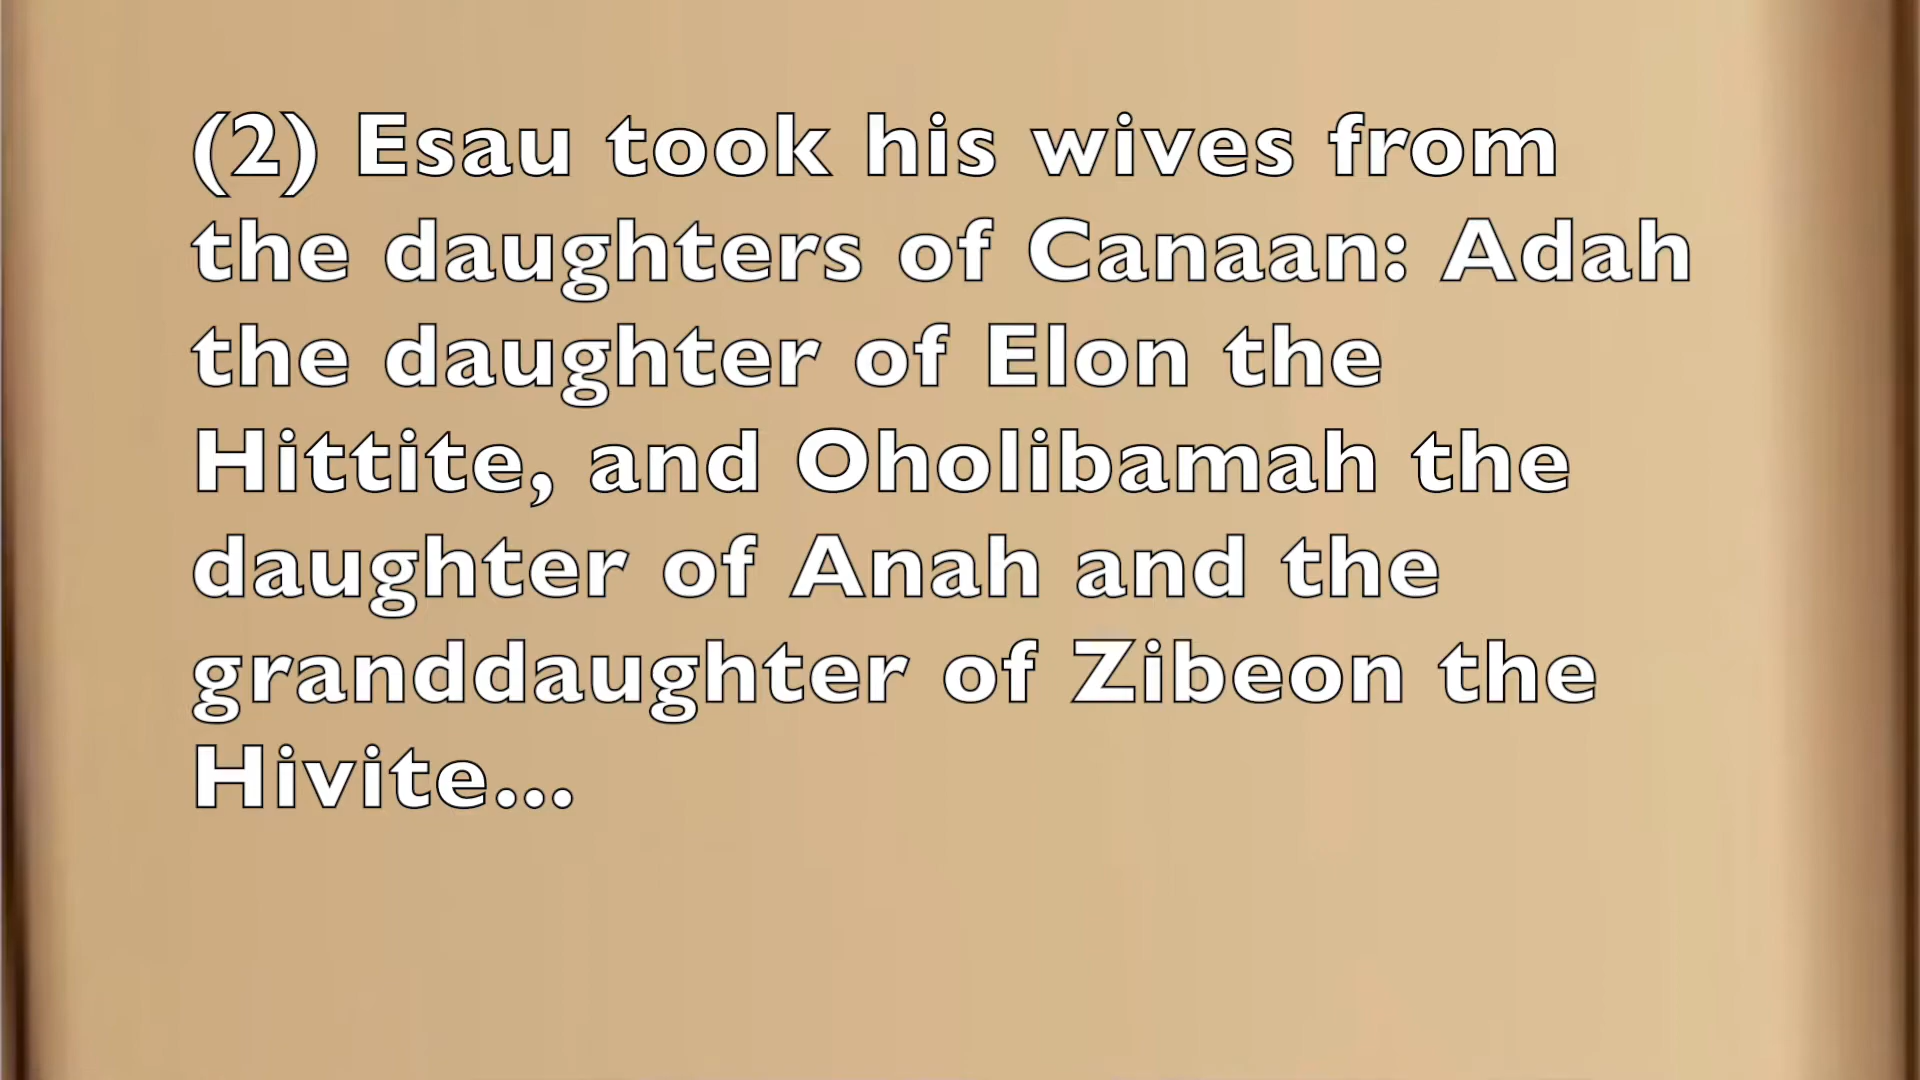 (2) Esau took his wives from
the daughters of Canaan: Adah
the daughter of Elon the
Hittite, and Oholibamah the
daughter of Anah and the
granddaughter of Zibeon the
Hivite...